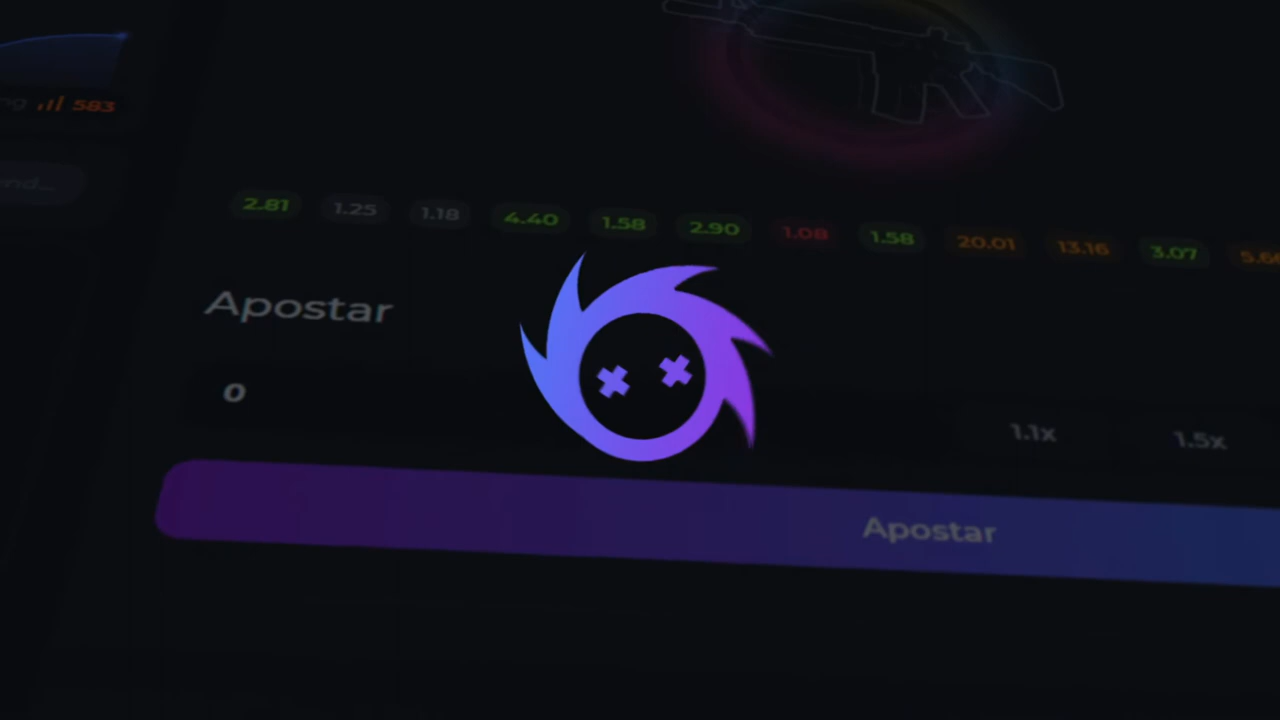 583
2.81 1.25 1.18 4.40 1.58 2.90 1.08 1.58 20.01 13.16 3.07
Apostar
0
1.1x 1.5x
Apostar